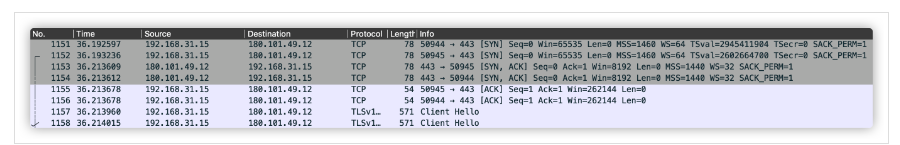 No. Time Source Destination Protocol Length Info
1151 36.192597 192.168.31.15 180.101.49.12 TCP 78 50945 → 443 [SYN] Seq=0 Win=65535 Len=0 MSS=1460 WS=64 TSval=2945411904 TSecr=0 SACK_PERM=1
1152 36.193236 192.168.31.15 180.101.49.12 TCP 78 50944 → 443 [SYN] Seq=0 Win=65535 Len=0 MSS=1460 WS=64 TSval=2602664700 TSecr=0 SACK_PERM=1
1153 36.213609 180.101.49.12 192.168.31.15 TCP 78 443 → 50945 [SYN, ACK] Seq=0 Ack=1 Win=8192 Len=0 MSS=1440 WS=32 SACK_PERM=1
1154 36.213612 180.101.49.12 192.168.31.15 TCP 78 443 → 50944 [SYN, ACK] Seq=0 Ack=1 Win=8192 Len=0 MSS=1440 WS=32 SACK_PERM=1
1155 36.213678 192.168.31.15 180.101.49.12 TCP 54 50945 → 443 [ACK] Seq=1 Ack=1 Win=262144 Len=0
1156 36.213678 192.168.31.15 180.101.49.12 TCP 54 50944 → 443 [ACK] Seq=1 Ack=1 Win=262144 Len=0
1157 36.213960 192.168.31.15 180.101.49.12 TLSv1… 571 Client Hello
1158 36.214015 192.168.31.15 180.101.49.12 TLSv1… 571 Client Hello